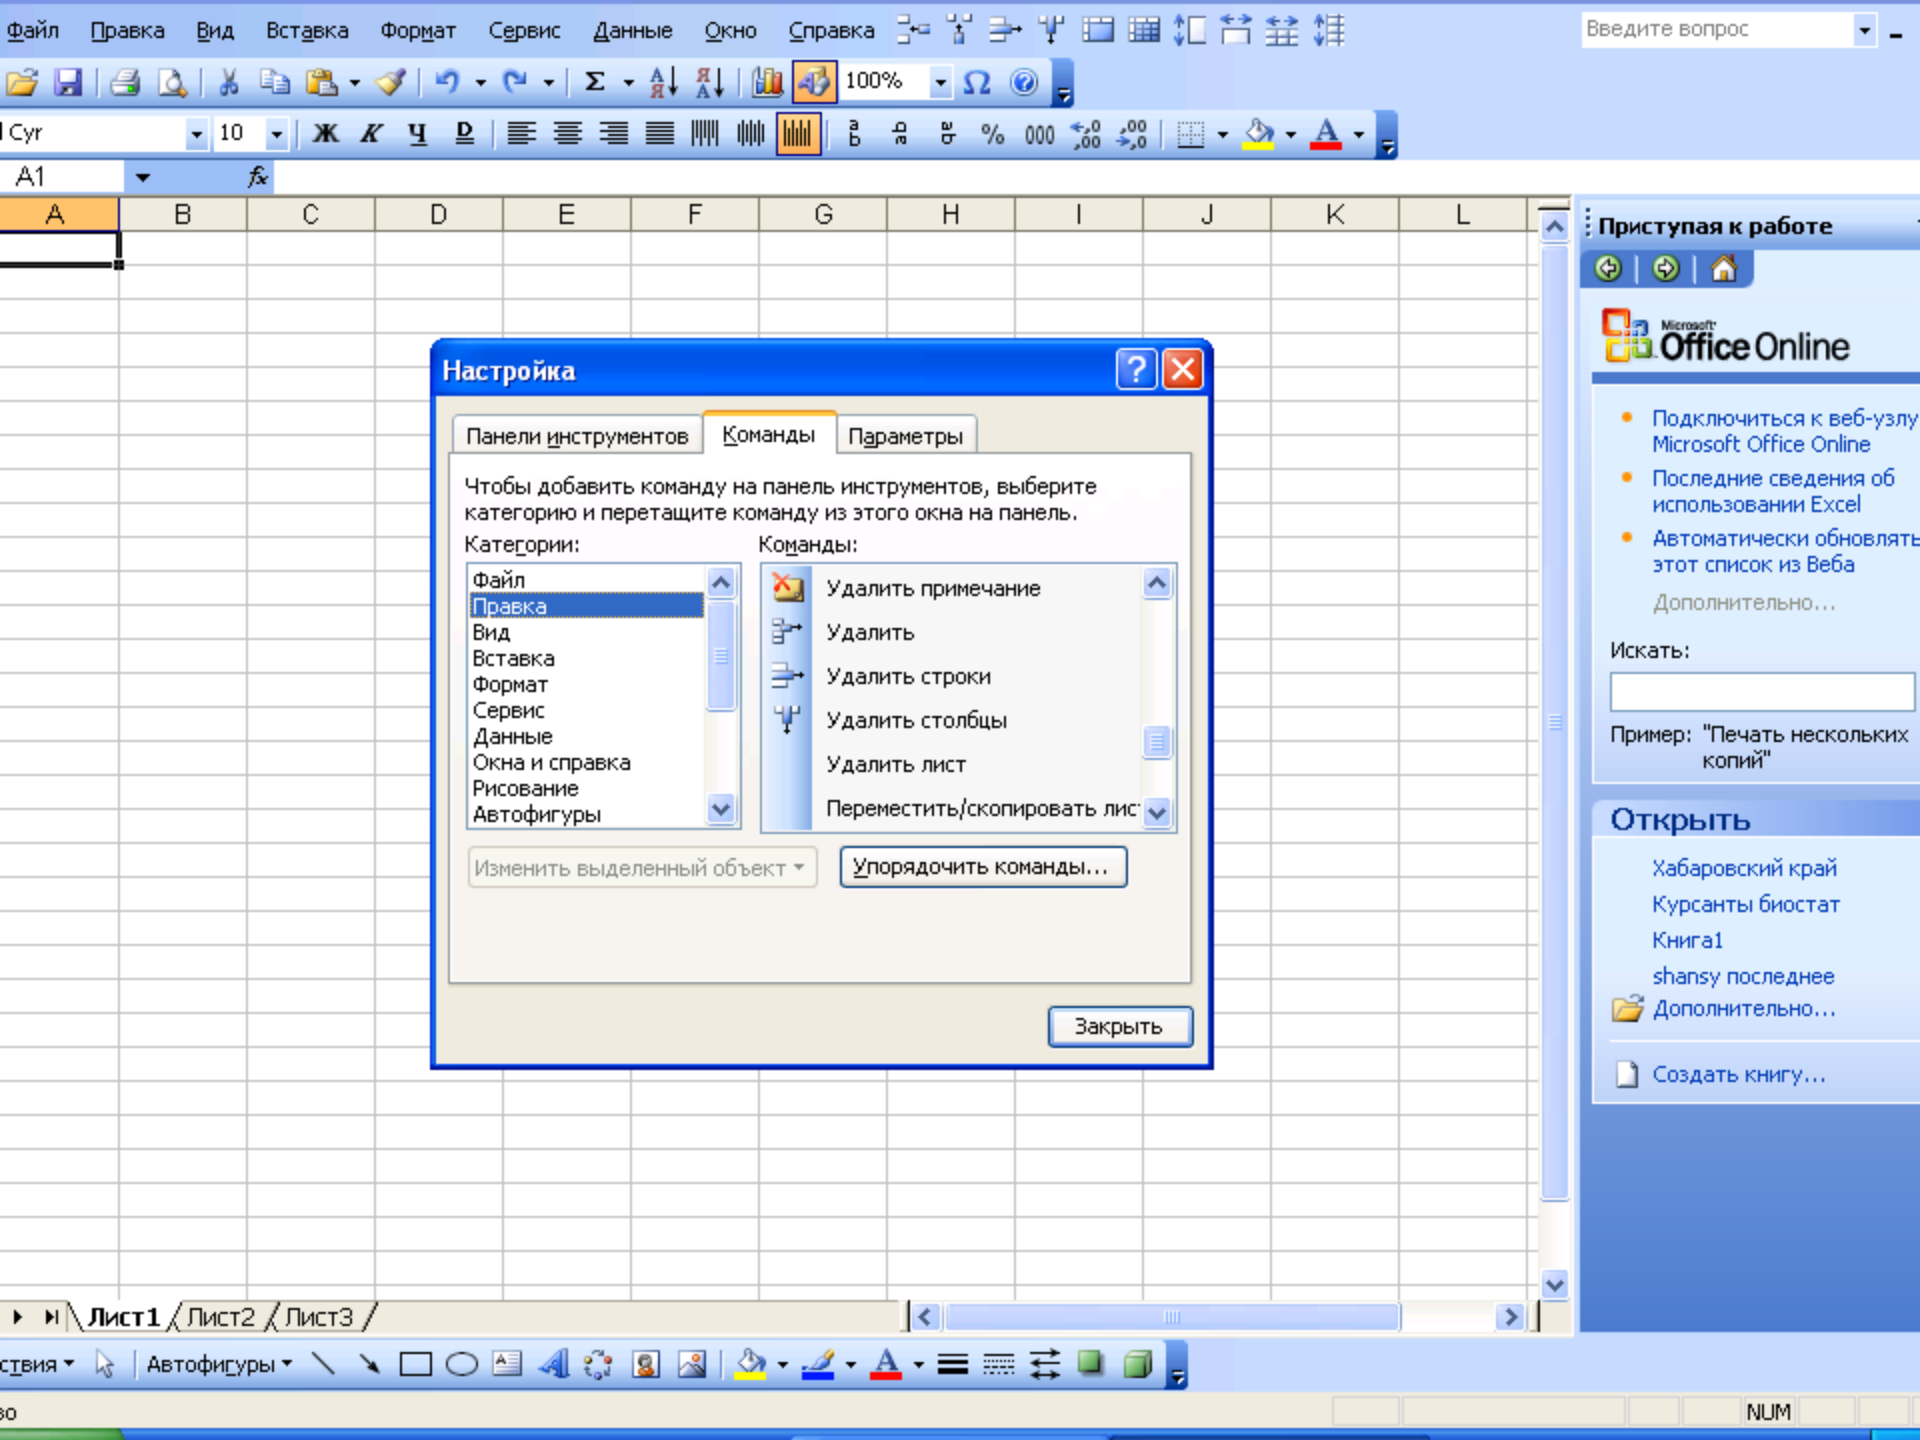 Файл Правка Вид Вставка Формат Сервис Данные Окно Справка Введите вопрос
100%
Cyr 10 Ж К Ч D % 000
A1 fx
A B C D E F G H I J K L
Приступая к работе
Microsoft
Office Online
Подключиться к веб-узлу
Microsoft Office Online
Последние сведения об
использовании Excel
Автоматически обновлять
этот список из Веба
Дополнительно...
Искать:
Пример: "Печать нескольких
копий"
Открыть
Хабаровский край
Курсанты биостат
Книга1
shansy последнее
Дополнительно...
Создать книгу...
Настройка
Панели инструментов Команды Параметры
Чтобы добавить команду на панель инструментов, выберите
категорию и перетащите команду из этого окна на панель.
Категории: Команды:
Файл
Правка
Вид
Вставка
Формат
Сервис
Данные
Окна и справка
Рисование
Автофигуры
Удалить примечание
Удалить
Удалить строки
Удалить столбцы
Удалить лист
Переместить/скопировать лис
Изменить выделенный объект Упорядочить команды...
Закрыть
Лист1 Лист2 Лист3
ствия Автофигуры
NUM